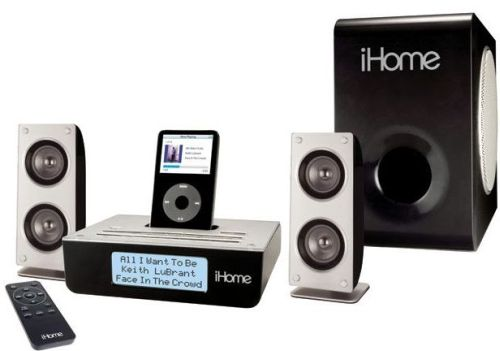 iHome
All I Want To Be
Keith LuBrant
Face In The Crowd
iHome
iHome